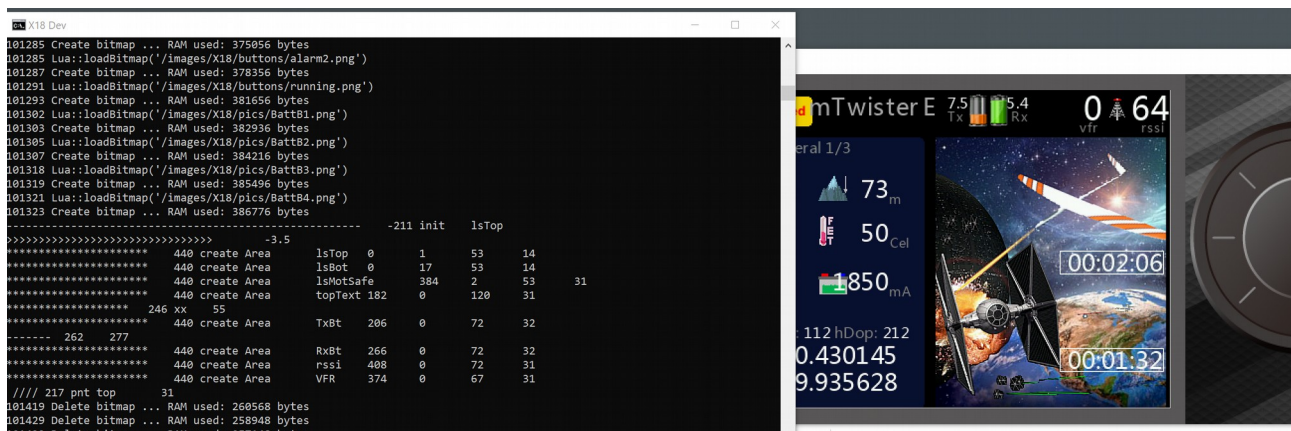 X18 Dev
101285 Create bitmap ... RAM used: 375056 bytes
101285 Lua::loadBitmap('/images/X18/buttons/alarm2.png')
101287 Create bitmap ... RAM used: 378356 bytes
101291 Lua::loadBitmap('/images/X18/buttons/running.png')
101293 Create bitmap ... RAM used: 381656 bytes
101302 Lua::loadBitmap('/images/X18/pics/BattB1.png')
101303 Create bitmap ... RAM used: 382936 bytes
101305 Lua::loadBitmap('/images/X18/pics/BattB2.png')
101307 Create bitmap ... RAM used: 384216 bytes
101318 Lua::loadBitmap('/images/X18/pics/BattB3.png')
101319 Create bitmap ... RAM used: 385496 bytes
101321 Lua::loadBitmap('/images/X18/pics/BattB4.png')
101323 Create bitmap ... RAM used: 386776 bytes
-------------------------------------------------------- -211 init lsTop
>>>>>>>>>>>>>>>>>>>>>>>>>>>>>>>>> -3.5
********************** 440 create Area lsTop 0 1 53 14
********************** 440 create Area lsBot 0 17 53 14
********************** 440 create Area lsMotSafe 384 2 53 31
********************** 440 create Area topText 182 0 120 31
******************* 246 xx 55
********************** 440 create Area TxBt 206 0 72 32
------- 262 277
********************** 440 create Area RxBt 266 0 72 32
********************** 440 create Area rssi 408 0 72 31
********************** 440 create Area VFR 374 0 67 31
//// 217 pnt top 31
101419 Delete bitmap ... RAM used: 260568 bytes
101429 Delete bitmap ... RAM used: 258948 bytes
ed mTwister E 7.5 Tx 5.4 Rx 0 vfr 64 rssi
eral 1/3
73 m
FET 50 Cel
1850 mA
00:02:06
: 112 hDop: 212
0.430145
00:01:32
9.935628